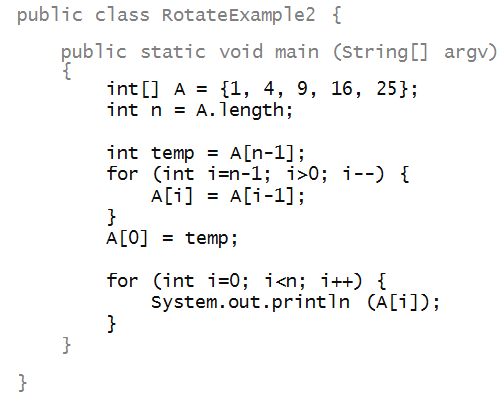 public class RotateExample2 {
    public static void main (String[] argv)
    {
        int[] A = {1, 4, 9, 16, 25};
        int n = A.length;
        int temp = A[n-1];
        for (int i=n-1; i>0; i--) {
            A[i] = A[i-1];
        }
        A[0] = temp;
        for (int i=0; i<n; i++) {
            System.out.println (A[i]);
        }
    }
}